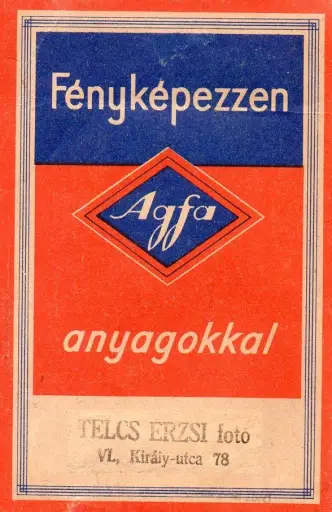 Fényképezzen
Agfa
anyagokkal
TELCS ERZSI fotó
VI., Király-utca 78